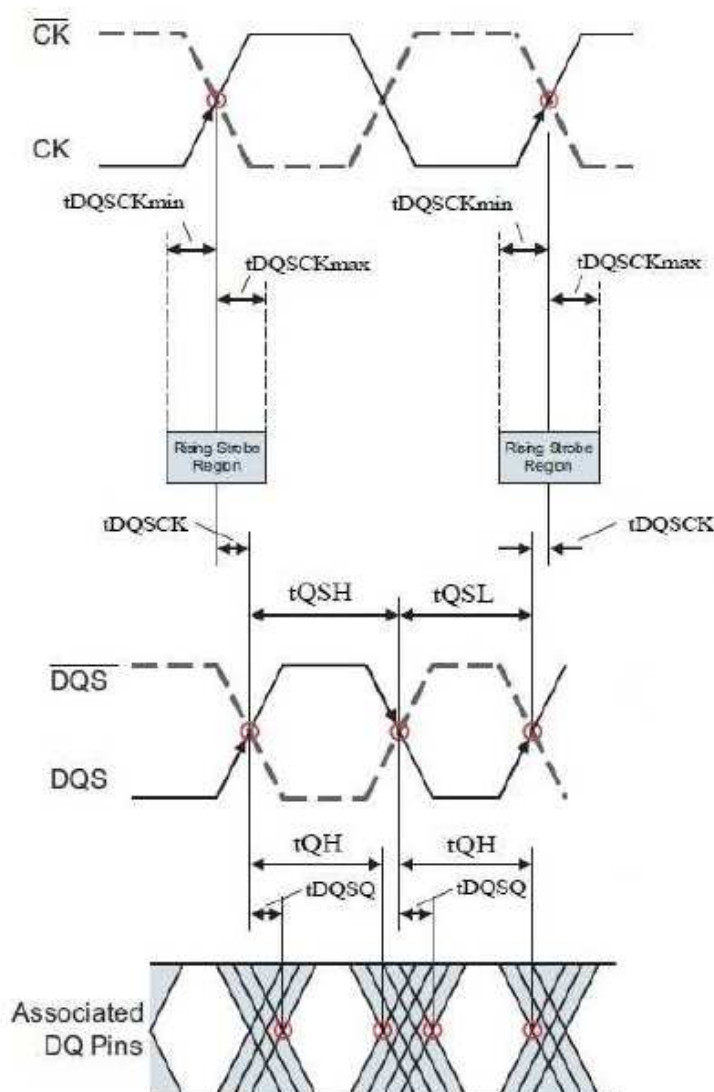 CK
CK
tDQSCKmin
tDQSCKmin
tDQSCKmax
tDQSCKmax
Rising Strobe
Region
Rising Strobe
Region
tDQSCK
tDQSCK
tQSH
tQSL
DQS
DQS
tQH
tQH
tDQSQ
tDQSQ
Associated
DQ Pins